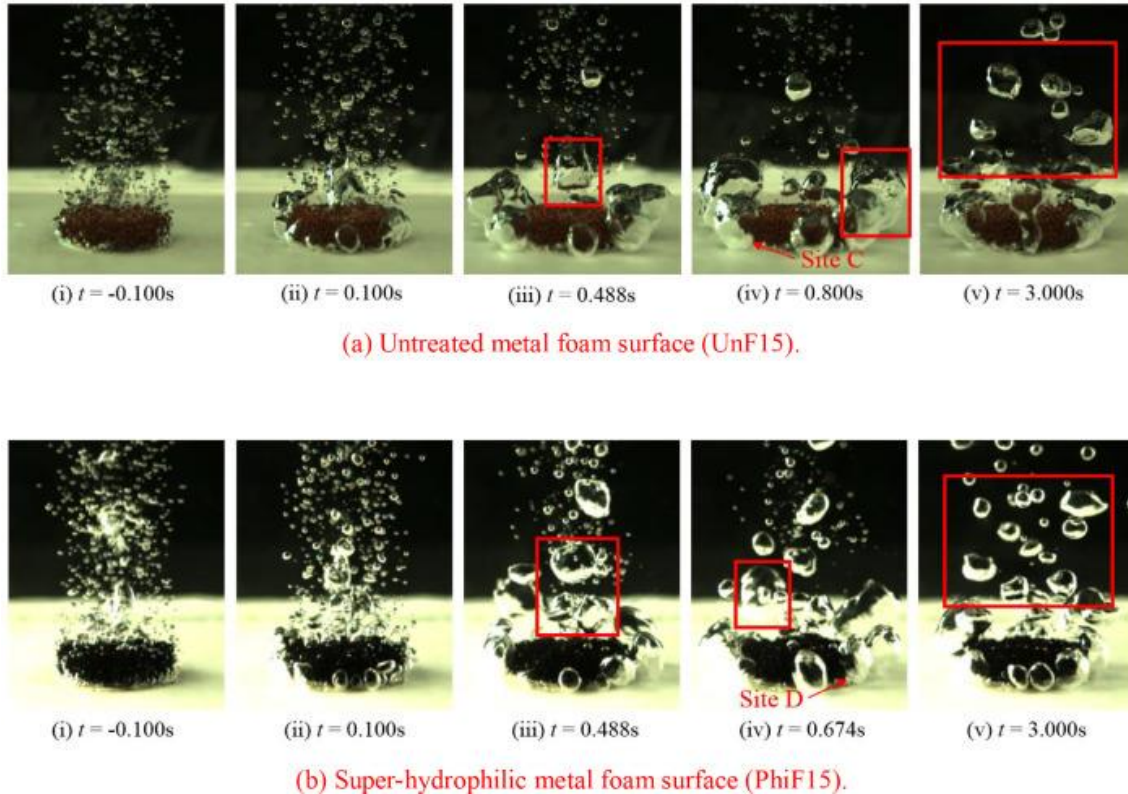 Site C
(i) t = -0.100s
(ii) t = 0.100s
(iii) t = 0.488s
(iv) t = 0.800s
(v) t = 3.000s
(a) Untreated metal foam surface (UnF15).
Site D
(i) t = -0.100s
(ii) t = 0.100s
(iii) t = 0.488s
(iv) t = 0.674s
(v) t = 3.000s
(b) Super-hydrophilic metal foam surface (PhiF15).